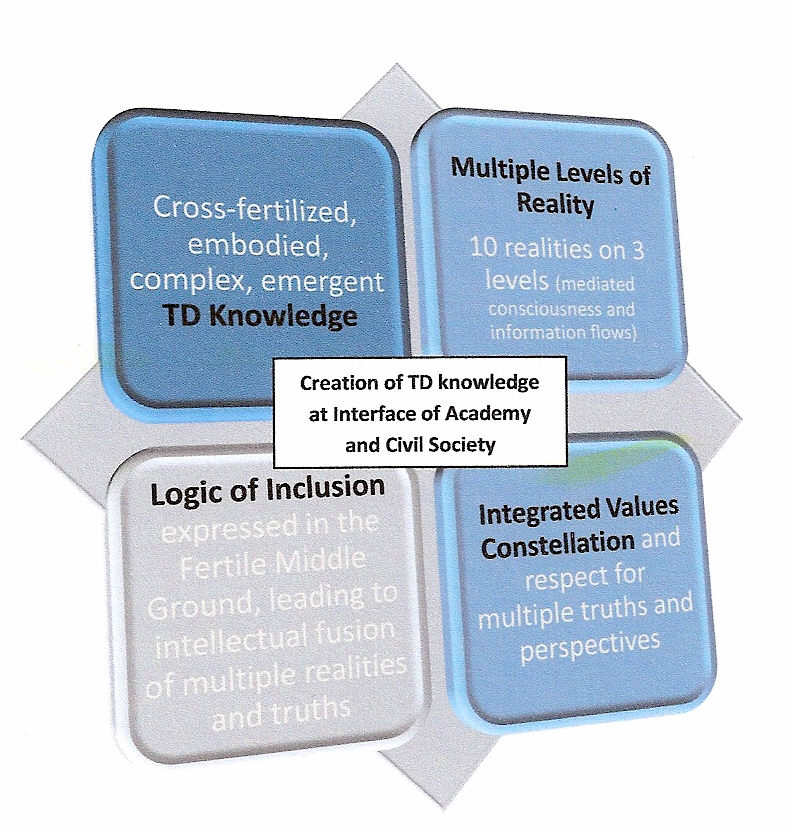 Cross-fertilized,
embodied,
complex, emergent
TD Knowledge
Multiple Levels of
Reality
10 realities on 3
levels (mediated
consciousness and
information flows)
Creation of TD knowledge
at Interface of Academy
and Civil Society
Logic of Inclusion
expressed in the
Fertile Middle
Ground, leading to
intellectual fusion
of multiple realities
and truths
Integrated Values
Constellation and
respect for
multiple truths and
perspectives